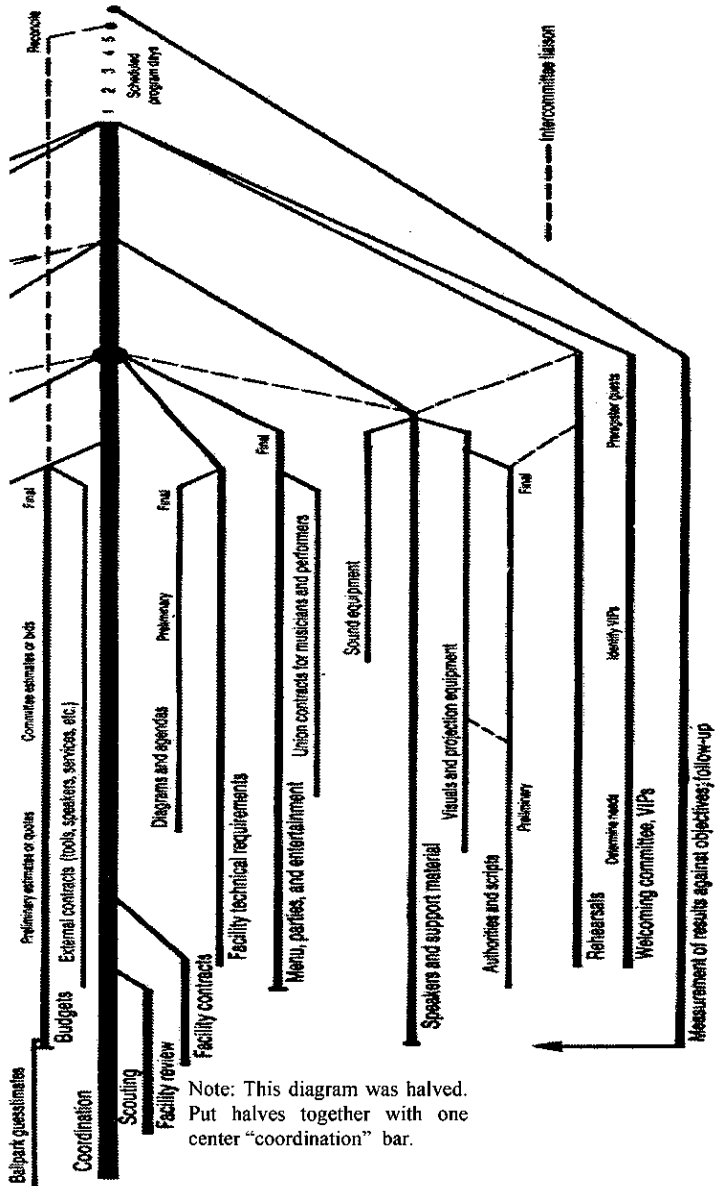 Ballpark guesstimates
Budgets
Preliminary estimates or quotes
Committee estimates or bids
Final
Reconcile
External contracts (tools, speakers, services, etc.)
Coordination
1 2 3 4 5 6
Scheduled
program days
Scouting
Facility review
Facility contracts
Diagrams and agendas
Preliminary
Final
Facility technical requirements
Menu, parties, and entertainment
Final
Union contracts for musicians and performers
Sound equipment
Speakers and support material
Visuals and projection equipment
Authorities and scripts
Preliminary
Final
Rehearsals
Determine needs
Identify VIPs
Welcoming committee, VIPs
Measurement of results against objectives; follow-up
Intercommittee liaison
Note: This diagram was halved.
Put halves together with one
center “coordination” bar.